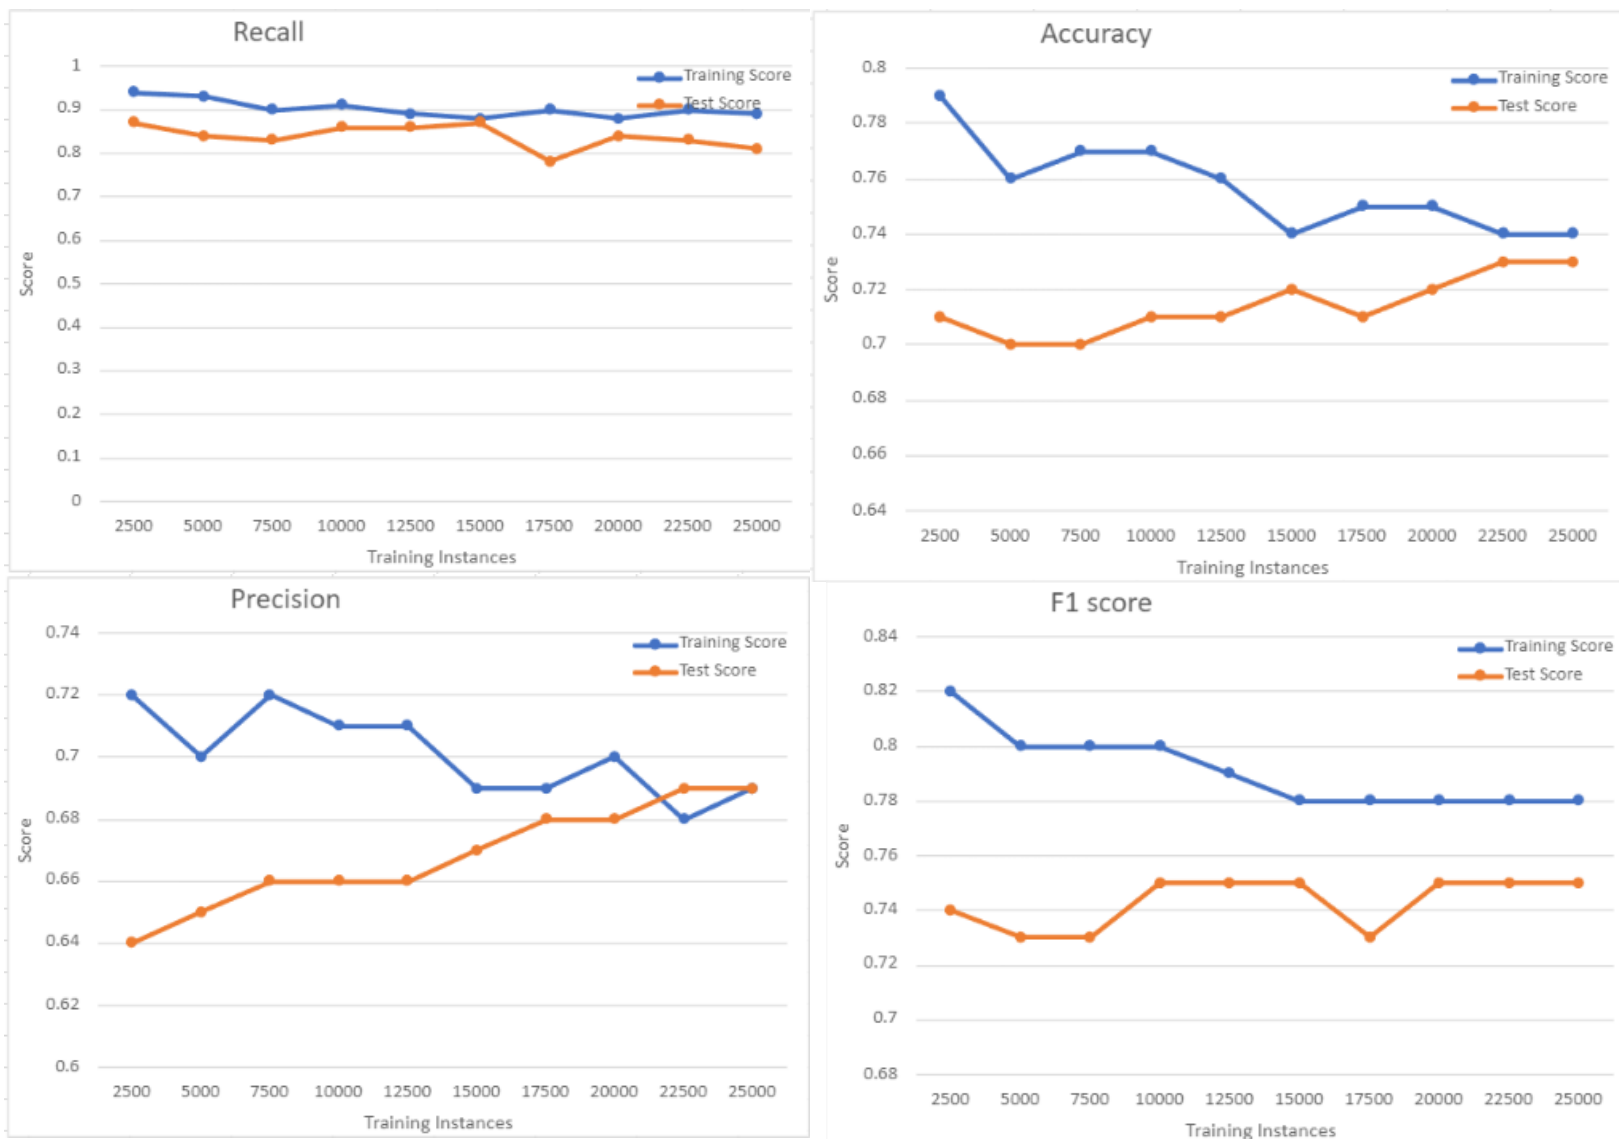 Recall
1
Training Score
Test Score
0.9
0.8
0.7
0.6
0.5
0.4
0.3
0.2
0.1
0
Score
2500 5000 7500 10000 12500 15000 17500 20000 22500 25000
Training Instances
Accuracy
0.8
Training Score
Test Score
0.78
0.76
0.74
0.72
0.7
0.68
0.66
0.64
Score
2500 5000 7500 10000 12500 15000 17500 20000 22500 25000
Training Instances
Precision
0.74
Training Score
Test Score
0.72
0.7
0.68
0.66
0.64
0.62
0.6
Score
2500 5000 7500 10000 12500 15000 17500 20000 22500 25000
Training Instances
F1 score
0.84
Training Score
Test Score
0.82
0.8
0.78
0.76
0.74
0.72
0.7
0.68
Score
2500 5000 7500 10000 12500 15000 17500 20000 22500 25000
Training Instances